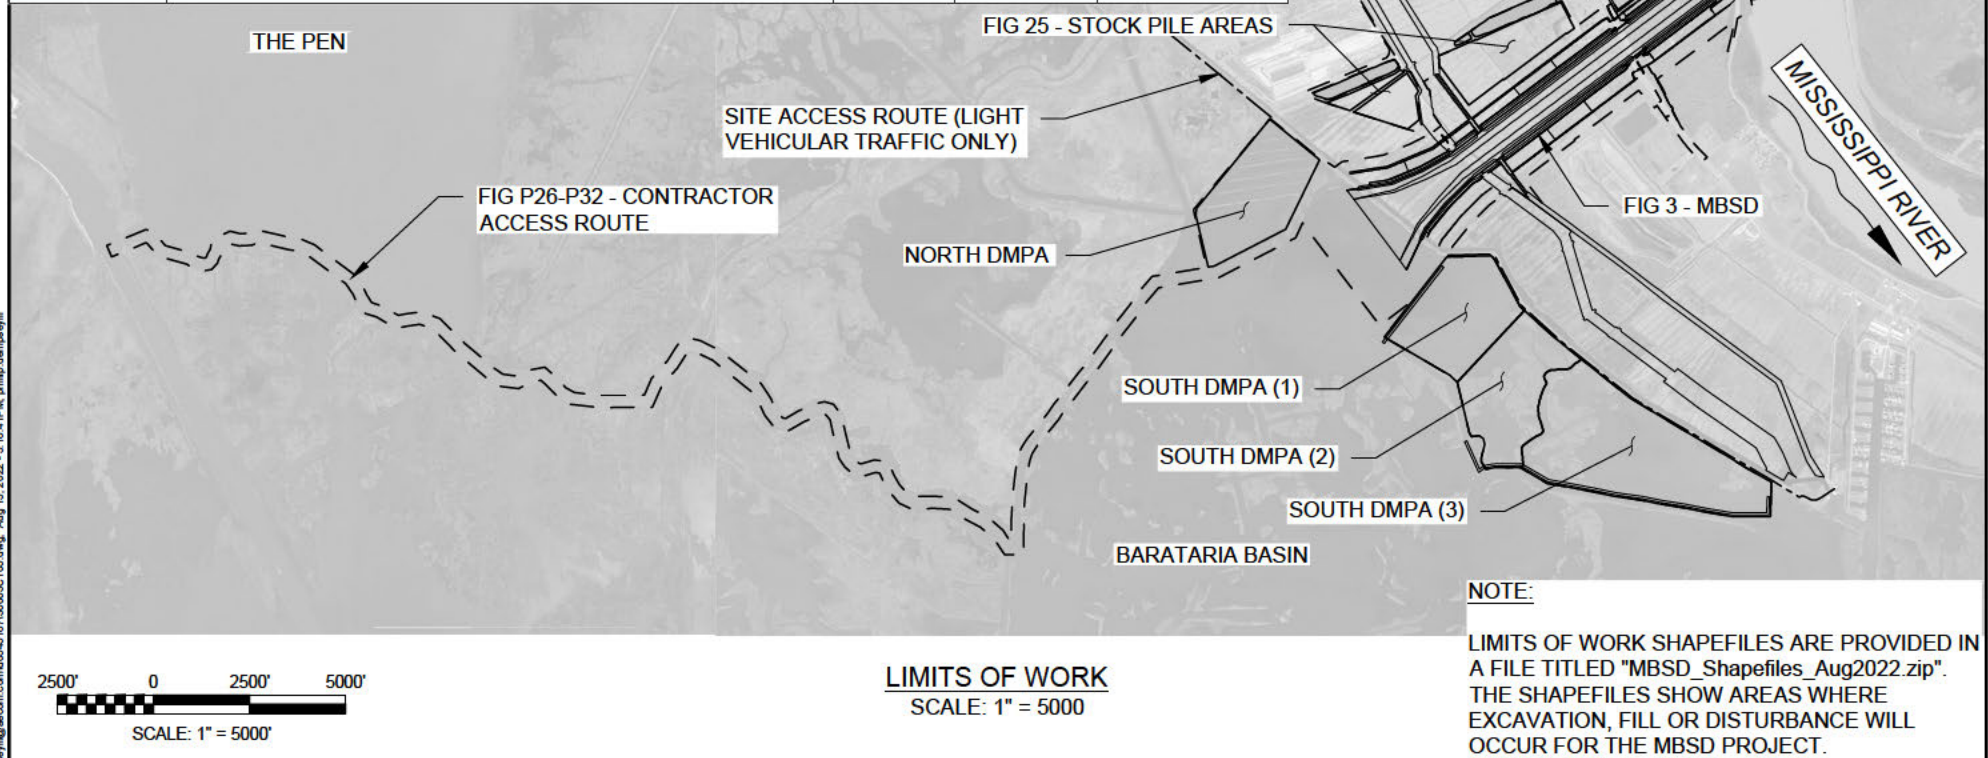 THE PEN
FIG 25 - STOCK PILE AREAS
SITE ACCESS ROUTE (LIGHT
VEHICULAR TRAFFIC ONLY)
MISSISSIPPI RIVER
FIG P26-P32 - CONTRACTOR
ACCESS ROUTE
FIG 3 - MBSD
NORTH DMPA
SOUTH DMPA (1)
SOUTH DMPA (2)
SOUTH DMPA (3)
BARATARIA BASIN
NOTE:
LIMITS OF WORK SHAPEFILES ARE PROVIDED IN
A FILE TITLED "MBSD_Shapefiles_Aug2022.zip".
THE SHAPEFILES SHOW AREAS WHERE
EXCAVATION, FILL OR DISTURBANCE WILL
OCCUR FOR THE MBSD PROJECT.
2500' 0 2500' 5000'
SCALE: 1" = 5000'
LIMITS OF WORK
SCALE: 1" = 5000